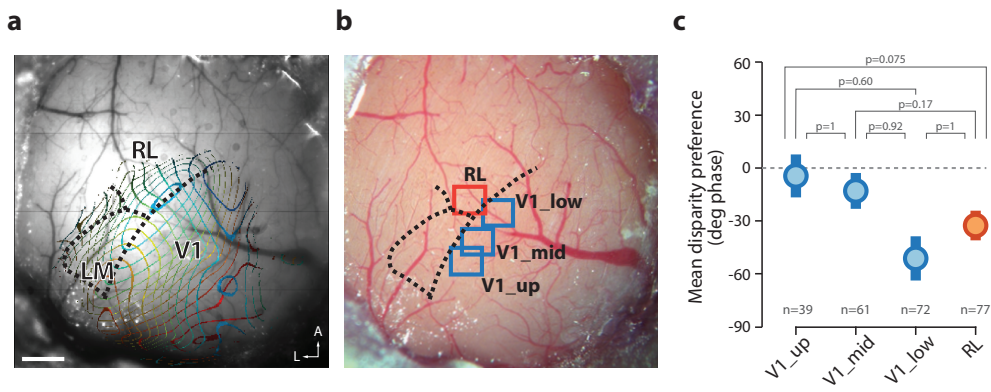 a
RL
V1
LM
A
L
b
RL
V1_low
V1_mid
V1_up
c
Mean disparity preference
(deg phase)
60
30
0
-30
-60
-90
p=0.075
p=0.60
p=0.17
p=1
p=0.92
p=1
n=39
n=61
n=72
n=77
V1_up
V1_mid
V1_low
RL